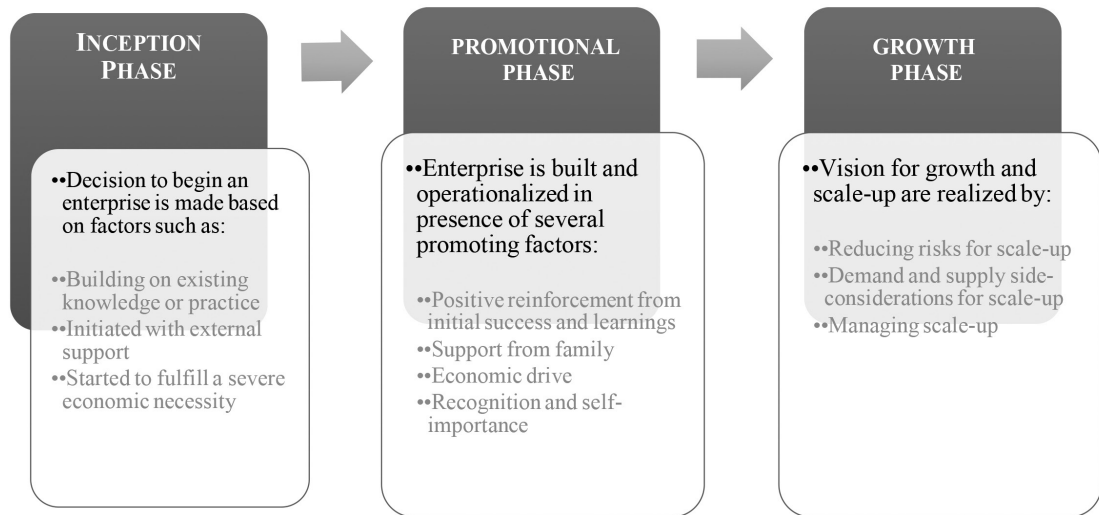 INCEPTION
PHASE
••Decision to begin an
enterprise is made based
on factors such as:
••Building on existing
knowledge or practice
••Initiated with external
support
••Started to fulfill a severe
economic necessity
PROMOTIONAL
PHASE
••Enterprise is built and
operationalized in
presence of several
promoting factors:
••Positive reinforcement from
initial success and learnings
••Support from family
••Economic drive
••Recognition and self-
importance
GROWTH
PHASE
••Vision for growth and
scale-up are realized by:
••Reducing risks for scale-up
••Demand and supply side-
considerations for scale-up
••Managing scale-up